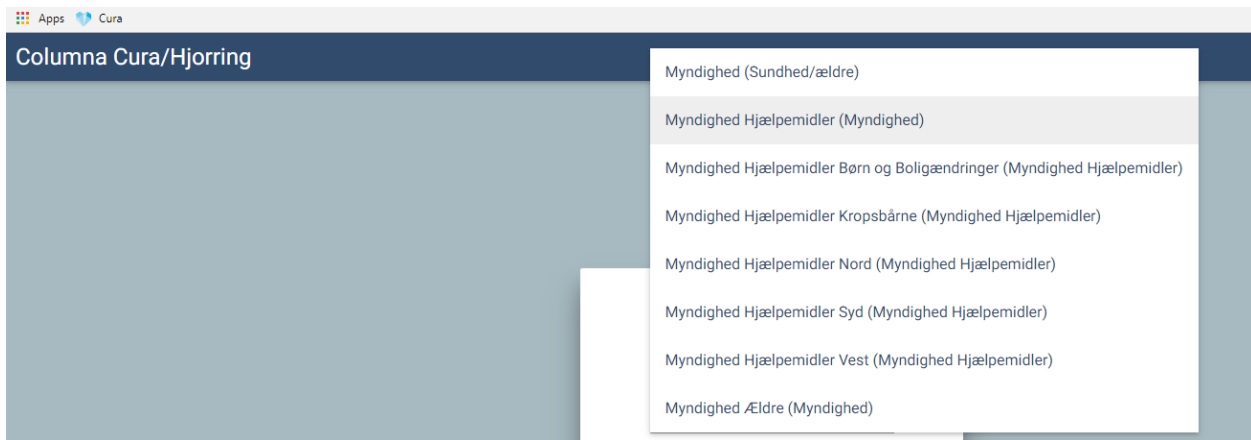 Apps Cura
Columna Cura/Hjorring
Myndighed (Sundhed/ældre)
Myndighed Hjælpemidler (Myndighed)
Myndighed Hjælpemidler Børn og Boligændringer (Myndighed Hjælpemidler)
Myndighed Hjælpemidler Kropsbårne (Myndighed Hjælpemidler)
Myndighed Hjælpemidler Nord (Myndighed Hjælpemidler)
Myndighed Hjælpemidler Syd (Myndighed Hjælpemidler)
Myndighed Hjælpemidler Vest (Myndighed Hjælpemidler)
Myndighed Ældre (Myndighed)